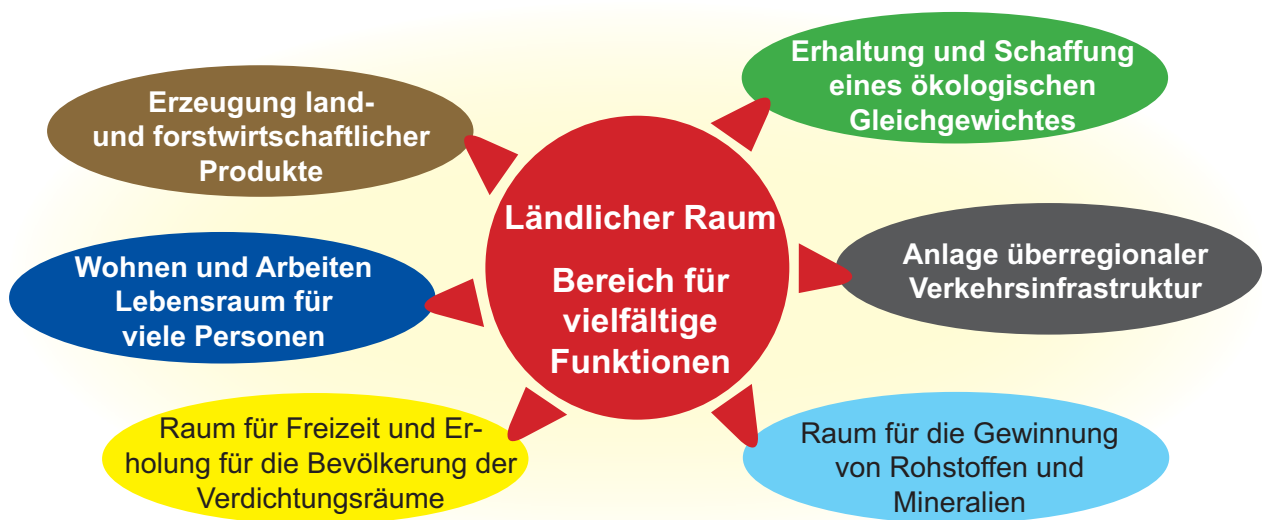 Erzeugung land-
und forstwirtschaftlicher
Produkte
Erhaltung und Schaffung
eines ökologischen
Gleichgewichtes
Wohnen und Arbeiten
Lebensraum für
viele Personen
Ländlicher Raum
Bereich für
vielfältige
Funktionen
Anlage überregionaler
Verkehrsinfrastruktur
Raum für Freizeit und Er-
holung für die Bevölkerung der
Verdichtungsräume
Raum für die Gewinnung
von Rohstoffen und
Mineralien